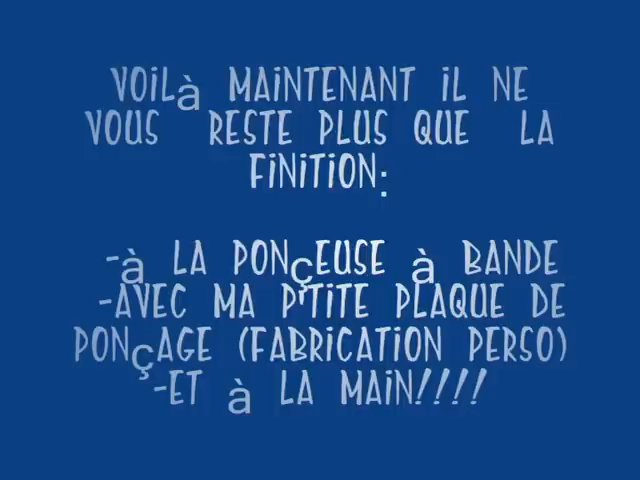 VOILà MAINTENANT IL NE
VOUS RESTE PLUS QUE LA
FINITION:
-à LA PONçEUSE à BANDE
-AVEC MA P'TITE PLAQUE DE
PONçAGE (FABRICATION PERSO)
-ET à LA MAIN!!!!